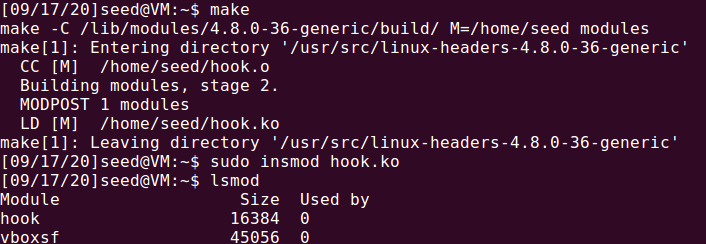 [09/17/20]seed@VM:~$ make
make -C /lib/modules/4.8.0-36-generic/build/ M=/home/seed modules
make[1]: Entering directory '/usr/src/linux-headers-4.8.0-36-generic'
  CC [M]  /home/seed/hook.o
  Building modules, stage 2.
  MODPOST 1 modules
  LD [M]  /home/seed/hook.ko
make[1]: Leaving directory '/usr/src/linux-headers-4.8.0-36-generic'
[09/17/20]seed@VM:~$ sudo insmod hook.ko
[09/17/20]seed@VM:~$ lsmod
Module                  Size  Used by
hook                   16384  0
vboxsf                 45056  0